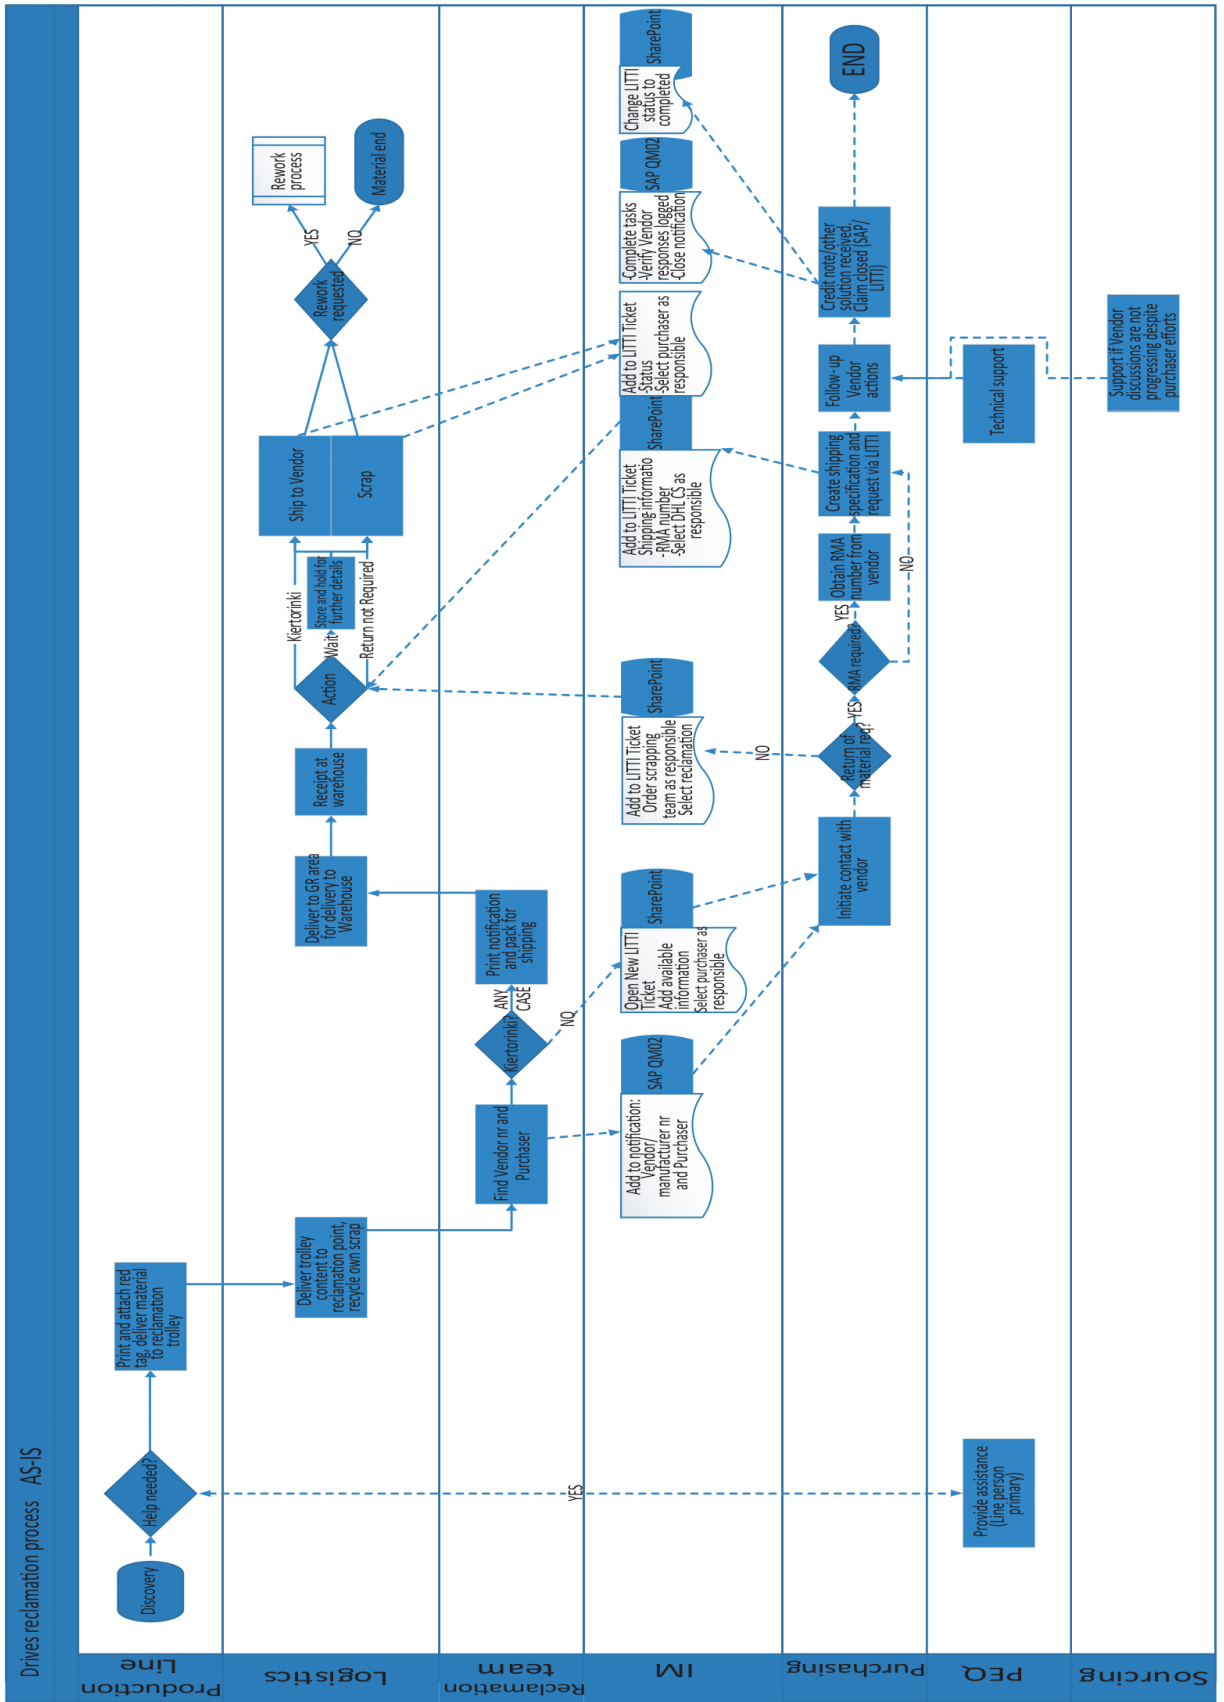 Drives reclamation process AS-IS
Production
Line
Discovery
Help needed?
Print and attach red
tag, deliver material
to reclamation
trolley
Logistics
Deliver trolley
content to
reclamation point,
recycle own scrap
Deliver to GR area
for delivery to
Warehouse
Receipt at
warehouse
Action
Kiertorinki
Wait
Return not Required
Store and hold for
further details
Ship to Vendor
Scrap
Rework
requested
YES
NO
Rework
process
Material end
Reclamation
team
Find Vendor nr and
Purchaser
Kiertorinki?
ANY
CASE
NO
Print notification
and pack for
shipping
IM
Add to notification:
Vendor/
manufacturer nr
and Purchaser
SAP QM02
Open New LITTI
Ticket
Add available
information
Select purchaser as
responsible
SharePoint
Add to LITTI Ticket
Order scrapping
team as responsible
Select reclamation
SharePoint
Add to LITTI Ticket
Shipping informatio
-RMA number
-Select DHL CS as
responsible
SharePoint
Add to LITTI Ticket
-Status
-Select purchaser as
responsible
-Complete tasks
-Verify Vendor
responses logged
-Close notification
SAP QM02
Change LITTI
status to
completed
SharePoint
Purchasing
Initiate contact with
vendor
Return of
material req?
NO
YES
RMA required?
YES
NO
Obtain RMA
number from
vendor
Create shipping
specification and
request via LITTI
Follow-up
Vendor
actions
Credit note/other
solution received.
Claim closed (SAP/
LITTI)
END
PEQ
YES
Provide assistance
(Line person
primary)
Technical support
Sourcing
Support if Vendor
discussions are not
progressing despite
purchaser efforts